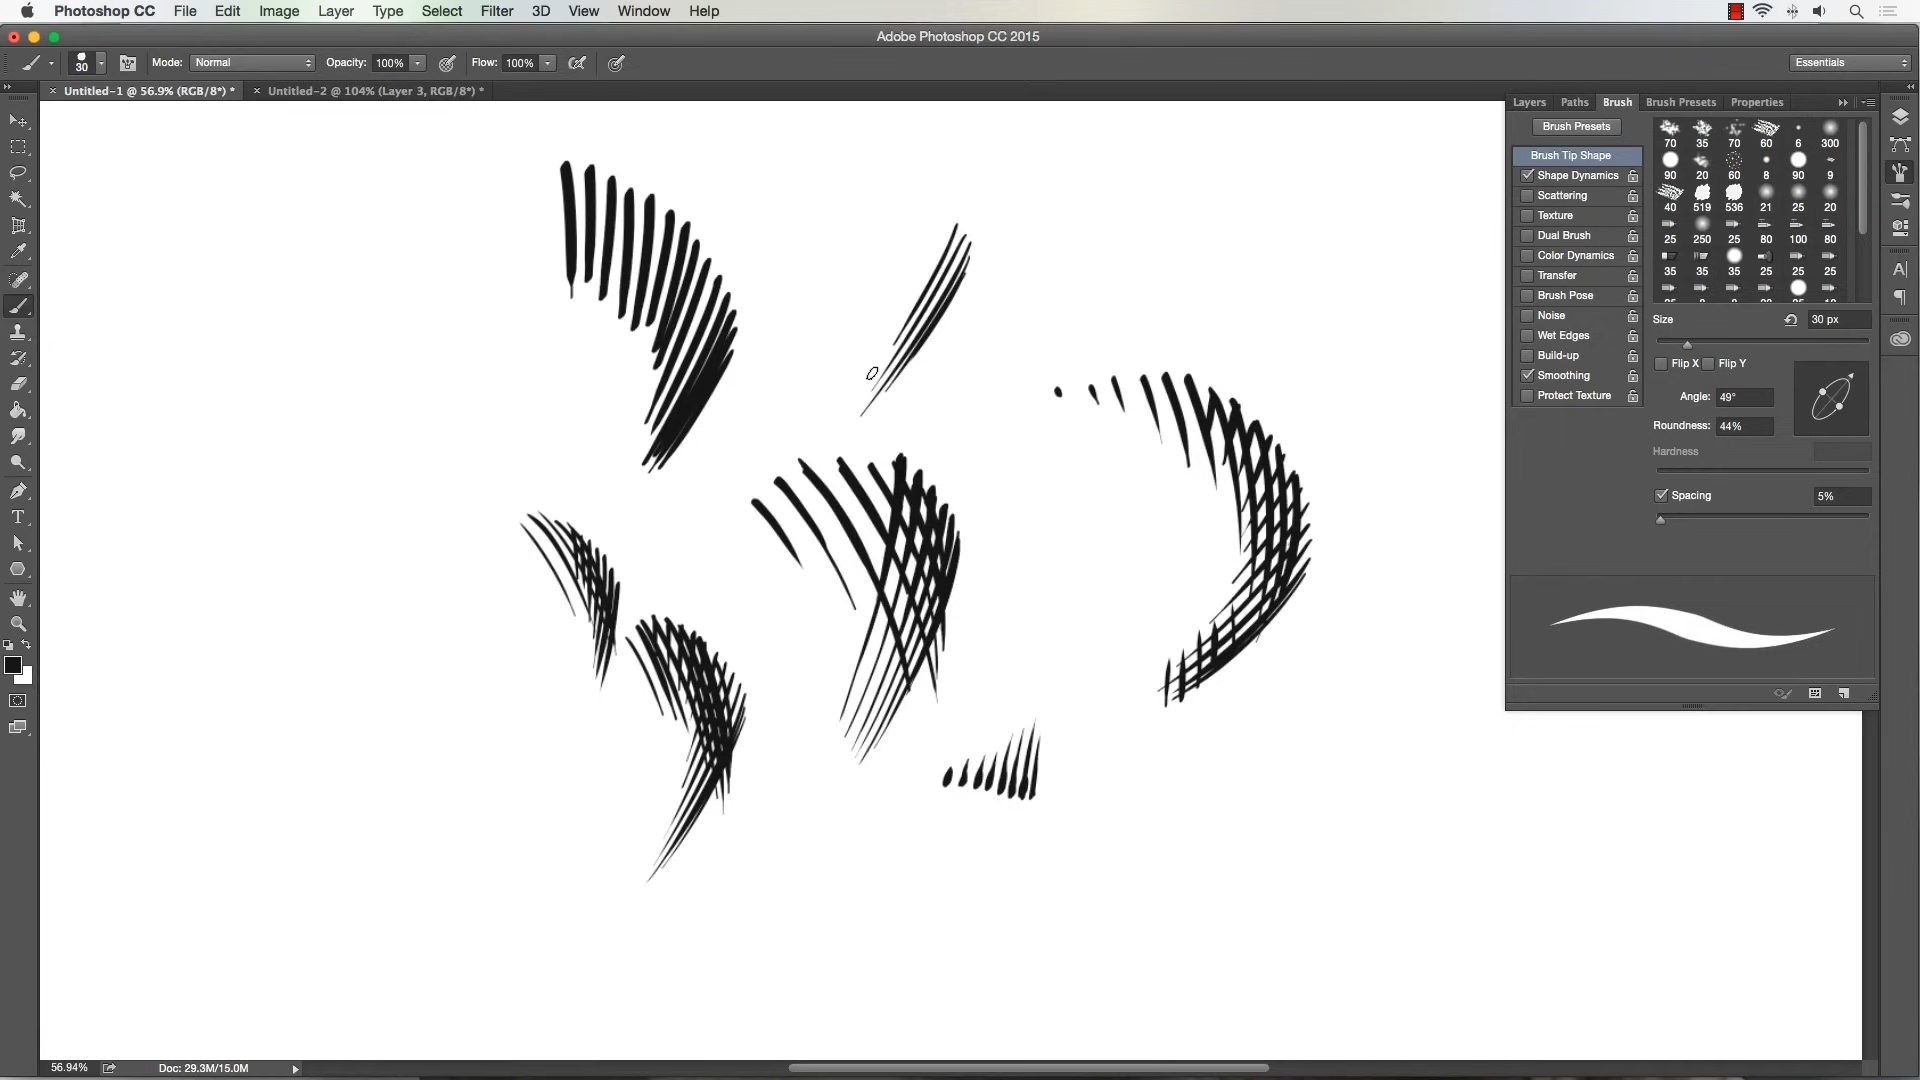 Photoshop CC File Edit Image Layer Type Select Filter 3D View Window Help
Adobe Photoshop CC 2015
30 Mode: Normal Opacity: 100% Flow: 100% Essentials
× Untitled-1 @ 56.9% (RGB/8*) * × Untitled-2 @ 104% (Layer 3, RGB/8*) *
Layers Paths Brush Brush Presets Properties
Brush Presets
Brush Tip Shape
Shape Dynamics
Scattering
Texture
Dual Brush
Color Dynamics
Transfer
Brush Pose
Noise
Wet Edges
Build-up
Smoothing
Protect Texture
70 35 70 60 6 300
90 20 60 8 90 9
40 519 536 21 25 20
25 250 25 80 100 80
35 35 35 25 25 25
Size 30 px
Flip X Flip Y
Angle: 49°
Roundness: 44%
Hardness
Spacing 5%
56.94% Doc: 29.3M/15.0M